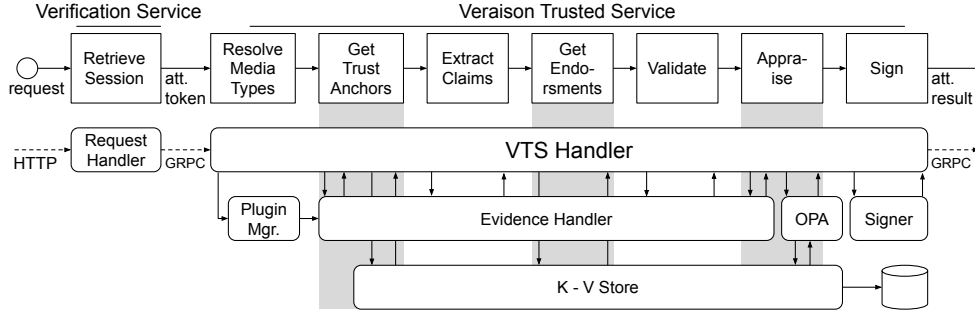 Verification Service
Veraison Trusted Service
request
Retrieve
Session
att.
token
Resolve
Media
Types
Get
Trust
Anchors
Extract
Claims
Get
Endo-
rsments
Validate
Apprai-
se
Sign
att.
result
HTTP
Request
Handler
GRPC
VTS Handler
GRPC
Plugin
Mgr.
Evidence Handler
OPA
Signer
K - V Store